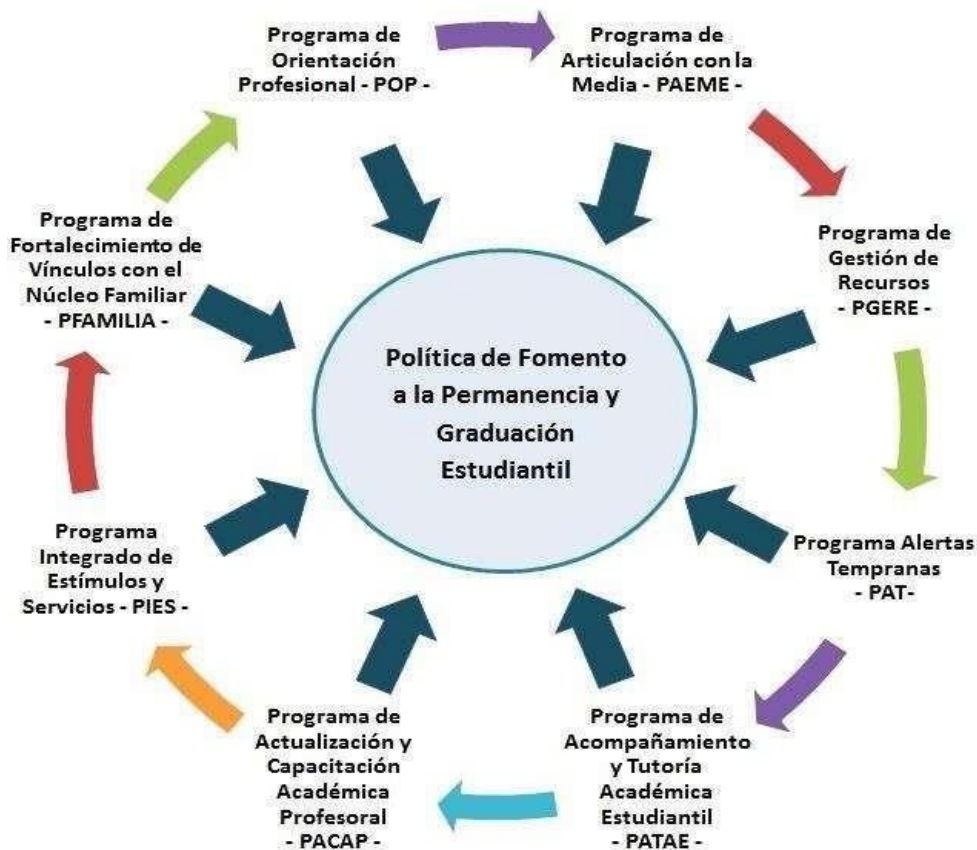 Programa de
Orientación
Profesional - POP -
Programa de
Articulación con la
Media - PAEME -
Programa de
Gestión de
Recursos
- PGERE -
Programa Alertas
Tempranas
- PAT-
Programa de
Acompañamiento
y Tutoría
Académica
Estudiantil
- PATAE -
Programa de
Actualización y
Capacitación
Académica
Profesoral
- PACAP -
Programa
Integrado de
Estímulos y
Servicios - PIES -
Programa de
Fortalecimiento de
Vínculos con el
Núcleo Familiar
- PFAMILIA -
Política de Fomento
a la Permanencia y
Graduación
Estudiantil